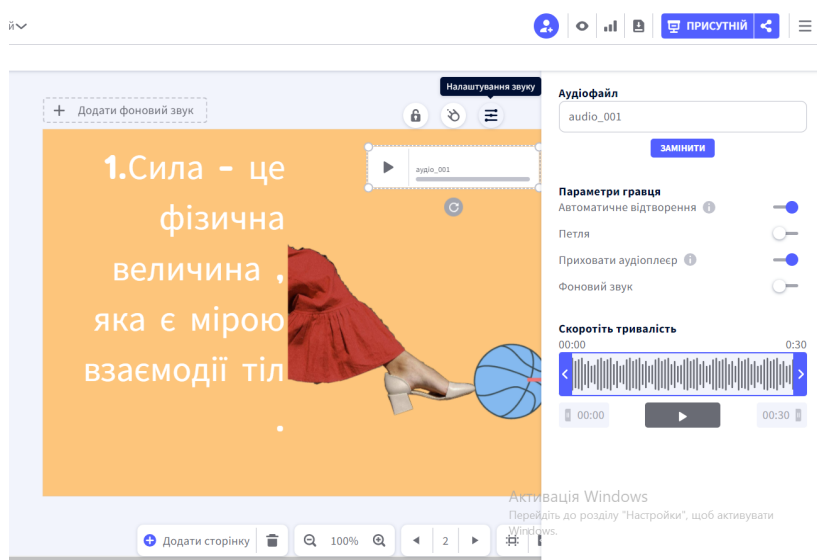 й
ПРИСУТНІЙ
Налаштування звуку
Додати фоновий звук
1.Сила - це
фізична
величина ,
яка є мірою
взаємодії тіл
.
аудіо_001
Аудіофайл
audio_001
ЗАМІНИТИ
Параметри гравця
Автоматичне відтворення
Петля
Приховати аудіоплеєр
Фоновий звук
Скоротіть тривалість
00:00 0:30
00:00 00:30
Активація Windows
Перейдіть до розділу "Настройки", щоб активувати
Windows.
Додати сторінку 100% 2